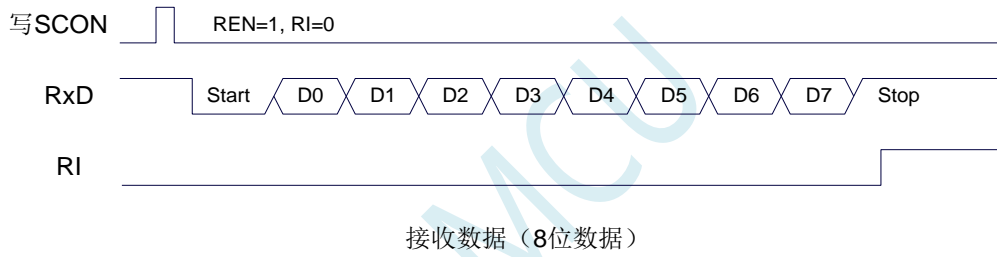 写SCON REN=1, RI=0
RxD Start D0 D1 D2 D3 D4 D5 D6 D7 Stop
RI
MCU
接收数据（8位数据）